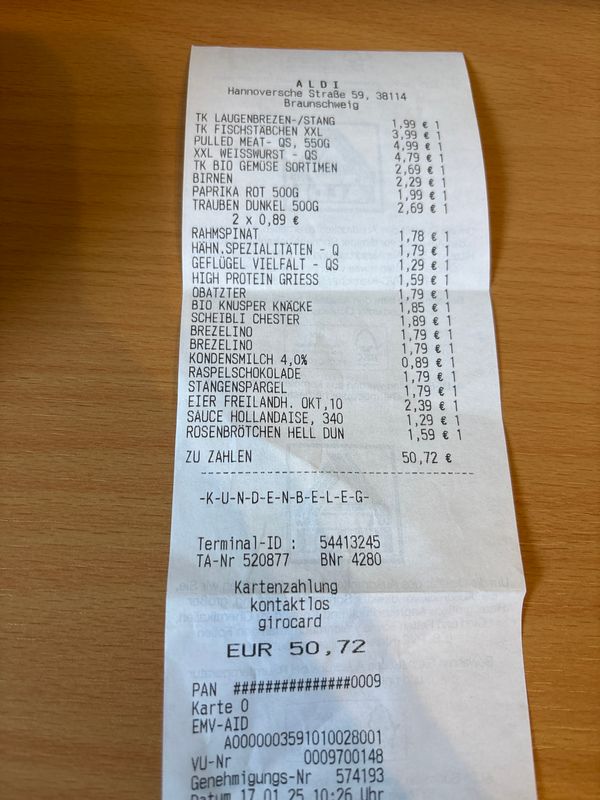 A L D I
Hannoversche Straße 59, 38114
Braunschweig
TK LAUGENBREZEN-/STANG 1,99 € 1
TK FISCHSTÄBCHEN XXL 3,99 € 1
PULLED MEAT- QS, 550G 4,99 € 1
XXL WEISSWURST - QS 4,79 € 1
TK BIO GEMÜSE SORTIMEN 2,69 € 1
BIRNEN 2,29 € 1
PAPRIKA ROT 500G 1,99 € 1
TRAUBEN DUNKEL 500G 2,69 € 1
2 x 0,89 €
RAHMSPINAT 1,78 € 1
HÄHN.SPEZIALITÄTEN - Q 1,79 € 1
GEFLÜGEL VIELFALT - QS 1,29 € 1
HIGH PROTEIN GRIESS 1,59 € 1
OBATZTER 1,79 € 1
BIO KNUSPER KNÄCKE 1,85 € 1
SCHEIBLI CHESTER 1,89 € 1
BREZELINO 1,79 € 1
BREZELINO 1,79 € 1
KONDENSMILCH 4,0% 0,89 € 1
RASPELSCHOKOLADE 1,79 € 1
STANGENSPARGEL 1,79 € 1
EIER FREILANDH. OKT,10 2,39 € 1
SAUCE HOLLANDAISE, 340 1,29 € 1
ROSENBRÖTCHEN HELL DUN 1,59 € 1
ZU ZAHLEN 50,72 €
-K-U-N-D-E-N-B-E-L-E-G-
Terminal-ID : 54413245
TA-Nr 520877 BNr 4280
Kartenzahlung
kontaktlos
girocard
EUR 50,72
PAN ###############0009
Karte 0
EMV-AID
A0000003591010028001
VU-Nr 0009700148
Genehmigungs-Nr 574193
Datum 17.01.25 10:26 Uhr